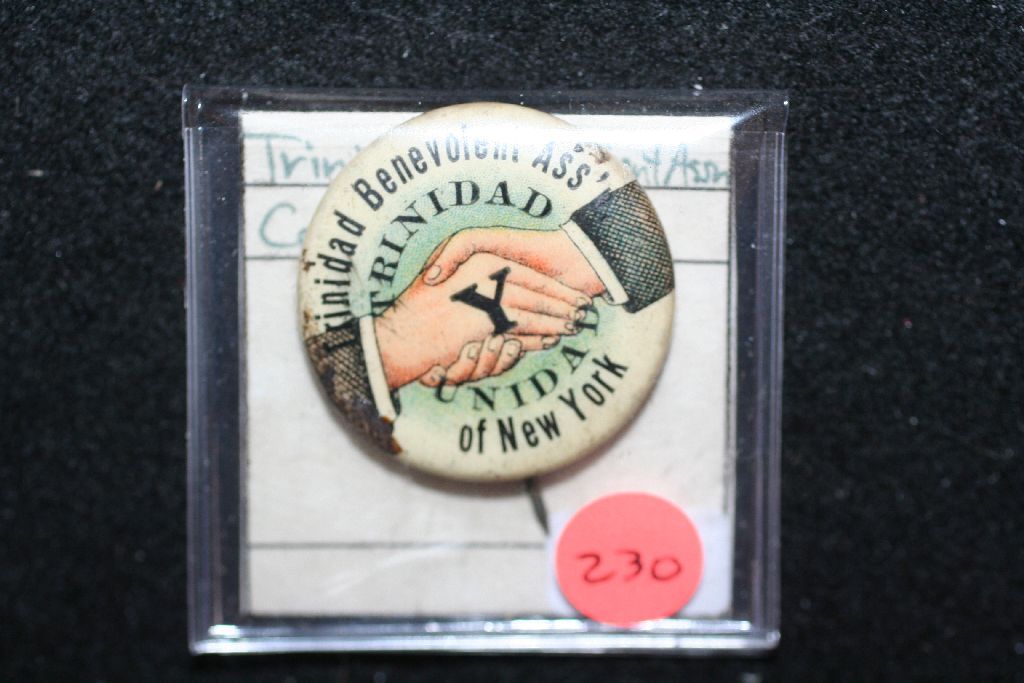 Trinidad Benevolent Ass'n
TRINIDAD
Y
UNIDAD
of New York
230